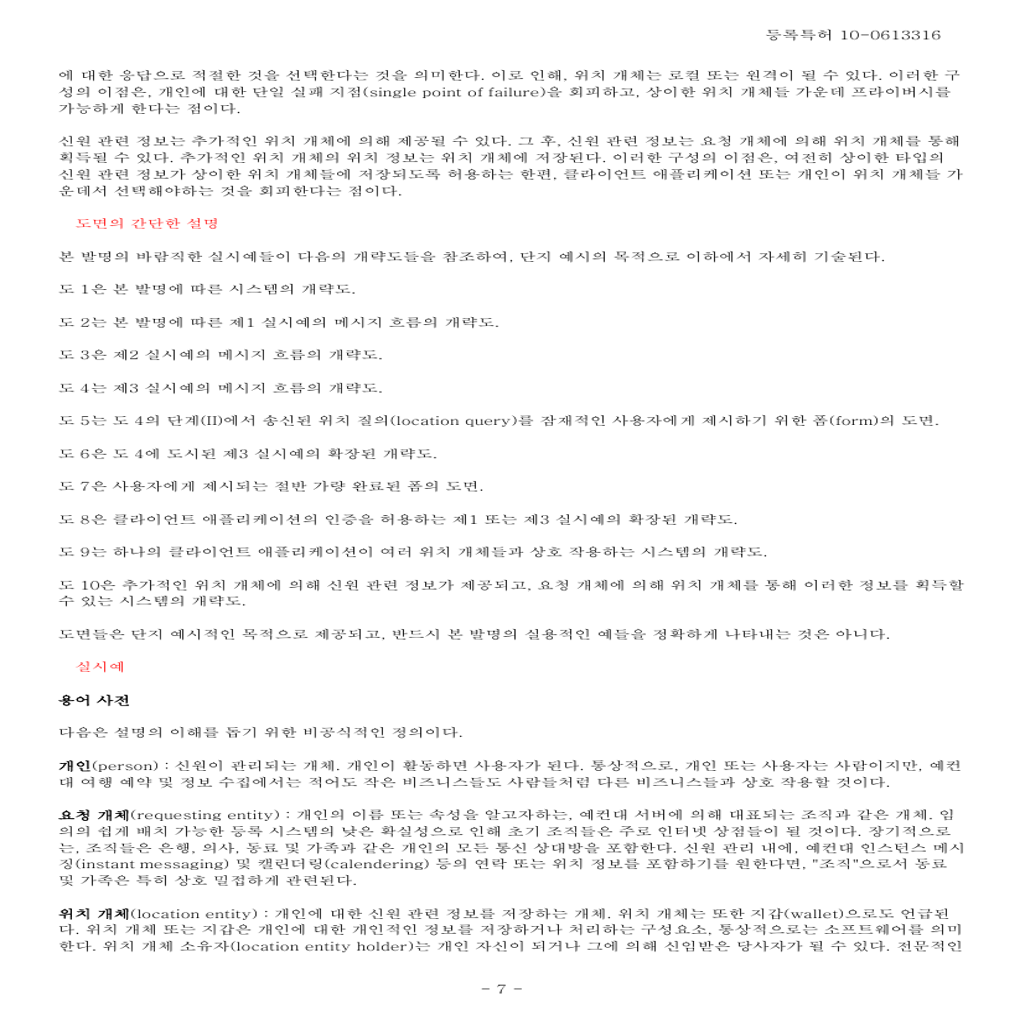 등록특허 10-0613316
에 대한 응답으로 적절한 것을 선택한다는 것을 의미한다. 이로 인해, 위치 개체는 로컬 또는 원격이 될 수 있다. 이러한 구
성의 이점은, 개인에 대한 단일 실패 지점(single point of failure)을 회피하고, 상이한 위치 개체들 가운데 프라이버시를
가능하게 한다는 점이다.
신원 관련 정보는 추가적인 위치 개체에 의해 제공될 수 있다. 그 후, 신원 관련 정보는 요청 개체에 의해 위치 개체를 통해
획득될 수 있다. 추가적인 위치 개체의 위치 정보는 위치 개체에 저장된다. 이러한 구성의 이점은, 여전히 상이한 타입의
신원 관련 정보가 상이한 위치 개체들에 저장되도록 허용하는 한편, 클라이언트 애플리케이션 또는 개인이 위치 개체들 가
운데서 선택해야하는 것을 회피한다는 점이다.
도면의 간단한 설명
본 발명의 바람직한 실시예들이 다음의 개략도들을 참조하여, 단지 예시의 목적으로 이하에서 자세히 기술된다.
도 1은 본 발명에 따른 시스템의 개략도.
도 2는 본 발명에 따른 제1 실시예의 메시지 흐름의 개략도.
도 3은 제2 실시예의 메시지 흐름의 개략도.
도 4는 제3 실시예의 메시지 흐름의 개략도.
도 5는 도 4의 단계(II)에서 송신된 위치 질의(location query)를 잠재적인 사용자에게 제시하기 위한 폼(form)의 도면.
도 6은 도 4에 도시된 제3 실시예의 확장된 개략도.
도 7은 사용자에게 제시되는 절반 가량 완료된 폼의 도면.
도 8은 클라이언트 애플리케이션의 인증을 허용하는 제1 또는 제3 실시예의 확장된 개략도.
도 9는 하나의 클라이언트 애플리케이션이 여러 위치 개체들과 상호 작용하는 시스템의 개략도.
도 10은 추가적인 위치 개체에 의해 신원 관련 정보가 제공되고, 요청 개체에 의해 위치 개체를 통해 이러한 정보를 획득할
수 있는 시스템의 개략도.
도면들은 단지 예시적인 목적으로 제공되고, 반드시 본 발명의 실용적인 예들을 정확하게 나타내는 것은 아니다.
실시예
용어 사전
다음은 설명의 이해를 돕기 위한 비공식적인 정의이다.
개인(person) : 신원이 관리되는 개체. 개인이 활동하면 사용자가 된다. 통상적으로, 개인 또는 사용자는 사람이지만, 예컨
대 여행 예약 및 정보 수집에서는 적어도 작은 비즈니스들도 사람들처럼 다른 비즈니스들과 상호 작용할 것이다.
요청 개체(requesting entity) : 개인의 이름 또는 속성을 알고자하는, 예컨대 서버에 의해 대표되는 조직과 같은 개체. 임
의의 쉽게 배치 가능한 등록 시스템의 낮은 확실성으로 인해 초기 조직들은 주로 인터넷 상점들이 될 것이다. 장기적으로
는, 조직들은 은행, 의사, 동료 및 가족과 같은 개인의 모든 통신 상대방을 포함한다. 신원 관리 내에, 예컨대 인스턴스 메시
징(instant messaging) 및 캘린더링(calendering) 등의 연락 또는 위치 정보를 포함하기를 원한다면, "조직"으로서 동료
및 가족은 특히 상호 밀접하게 관련된다.
위치 개체(location entity) : 개인에 대한 신원 관련 정보를 저장하는 개체. 위치 개체는 또한 지갑(wallet)으로도 언급된
다. 위치 개체 또는 지갑은 개인에 대한 개인적인 정보를 저장하거나 처리하는 구성요소, 통상적으로는 소프트웨어를 의미
한다. 위치 개체 소유자(location entity holder)는 개인 자신이 되거나 그에 의해 신임받은 당사자가 될 수 있다. 전문적인
- 7 -